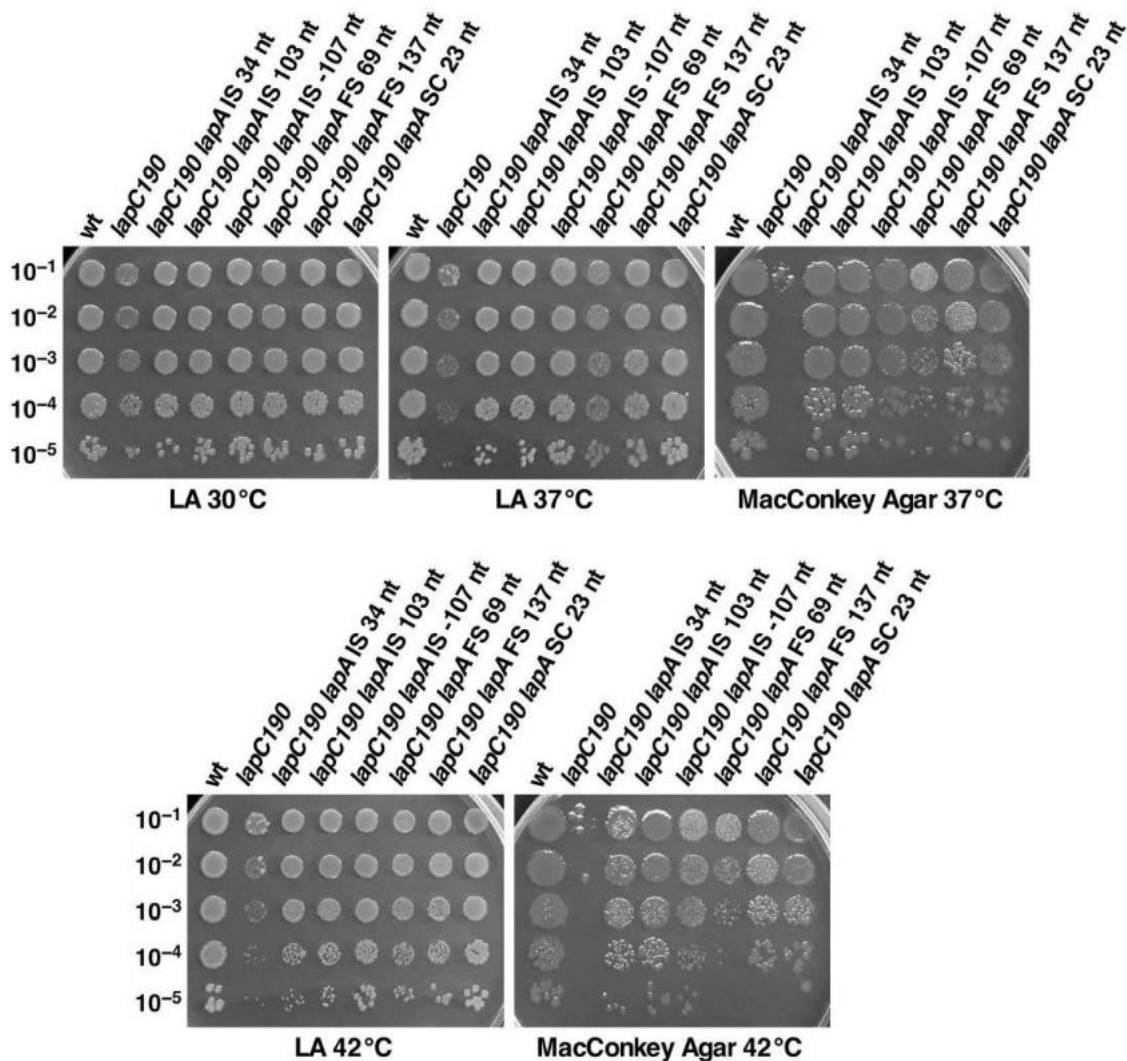 wt
lapC190
lapC190 lapA IS 34 nt
lapC190 lapA IS 103 nt
lapC190 lapA IS -107 nt
lapC190 lapA FS 69 nt
lapC190 lapA FS 137 nt
lapC190 lapA SC 23 nt
wt
lapC190
lapC190 lapA IS 34 nt
lapC190 lapA IS 103 nt
lapC190 lapA IS -107 nt
lapC190 lapA FS 69 nt
lapC190 lapA FS 137 nt
lapC190 lapA SC 23 nt
wt
lapC190
lapC190 lapA IS 34 nt
lapC190 lapA IS 103 nt
lapC190 lapA IS -107 nt
lapC190 lapA FS 69 nt
lapC190 lapA FS 137 nt
lapC190 lapA SC 23 nt
10⁻¹
10⁻²
10⁻³
10⁻⁴
10⁻⁵
LA 30°C
LA 37°C
MacConkey Agar 37°C
wt
lapC190
lapC190 lapA IS 34 nt
lapC190 lapA IS 103 nt
lapC190 lapA IS -107 nt
lapC190 lapA FS 69 nt
lapC190 lapA FS 137 nt
lapC190 lapA SC 23 nt
wt
lapC190
lapC190 lapA IS 34 nt
lapC190 lapA IS 103 nt
lapC190 lapA IS -107 nt
lapC190 lapA FS 69 nt
lapC190 lapA FS 137 nt
lapC190 lapA SC 23 nt
10⁻¹
10⁻²
10⁻³
10⁻⁴
10⁻⁵
LA 42°C
MacConkey Agar 42°C